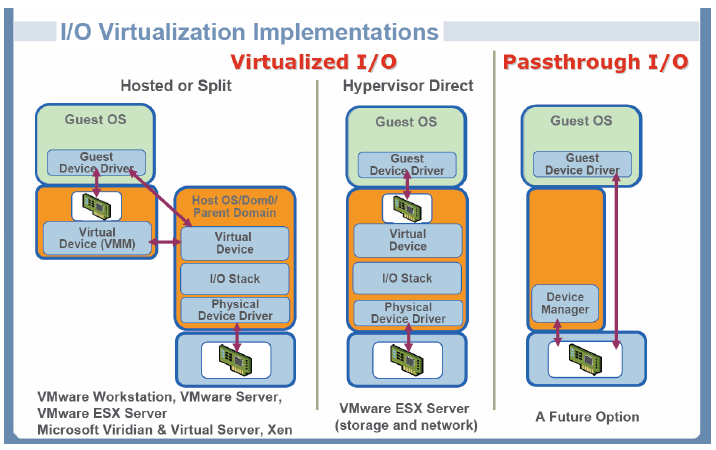 I/O Virtualization Implementations
Virtualized I/O
Passthrough I/O
Hosted or Split
Hypervisor Direct
Guest OS
Guest
Device Driver
Virtual
Device (VMM)
Host OS/Dom0/
Parent Domain
Virtual
Device
I/O Stack
Physical
Device Driver
VMware Workstation, VMware Server,
VMware ESX Server
Microsoft Viridian & Virtual Server, Xen
Guest OS
Guest
Device Driver
Virtual
Device
I/O Stack
Physical
Device Driver
VMware ESX Server
(storage and network)
Guest OS
Guest
Device Driver
Device
Manager
A Future Option